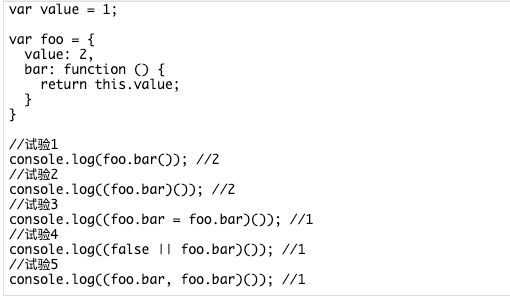 var value = 1;

var foo = {
  value: 2,
  bar: function () {
    return this.value;
  }
}

//试验1
console.log(foo.bar()); //2
//试验2
console.log((foo.bar)()); //2
//试验3
console.log((foo.bar = foo.bar)()); //1
//试验4
console.log((false || foo.bar)()); //1
//试验5
console.log((foo.bar, foo.bar)()); //1